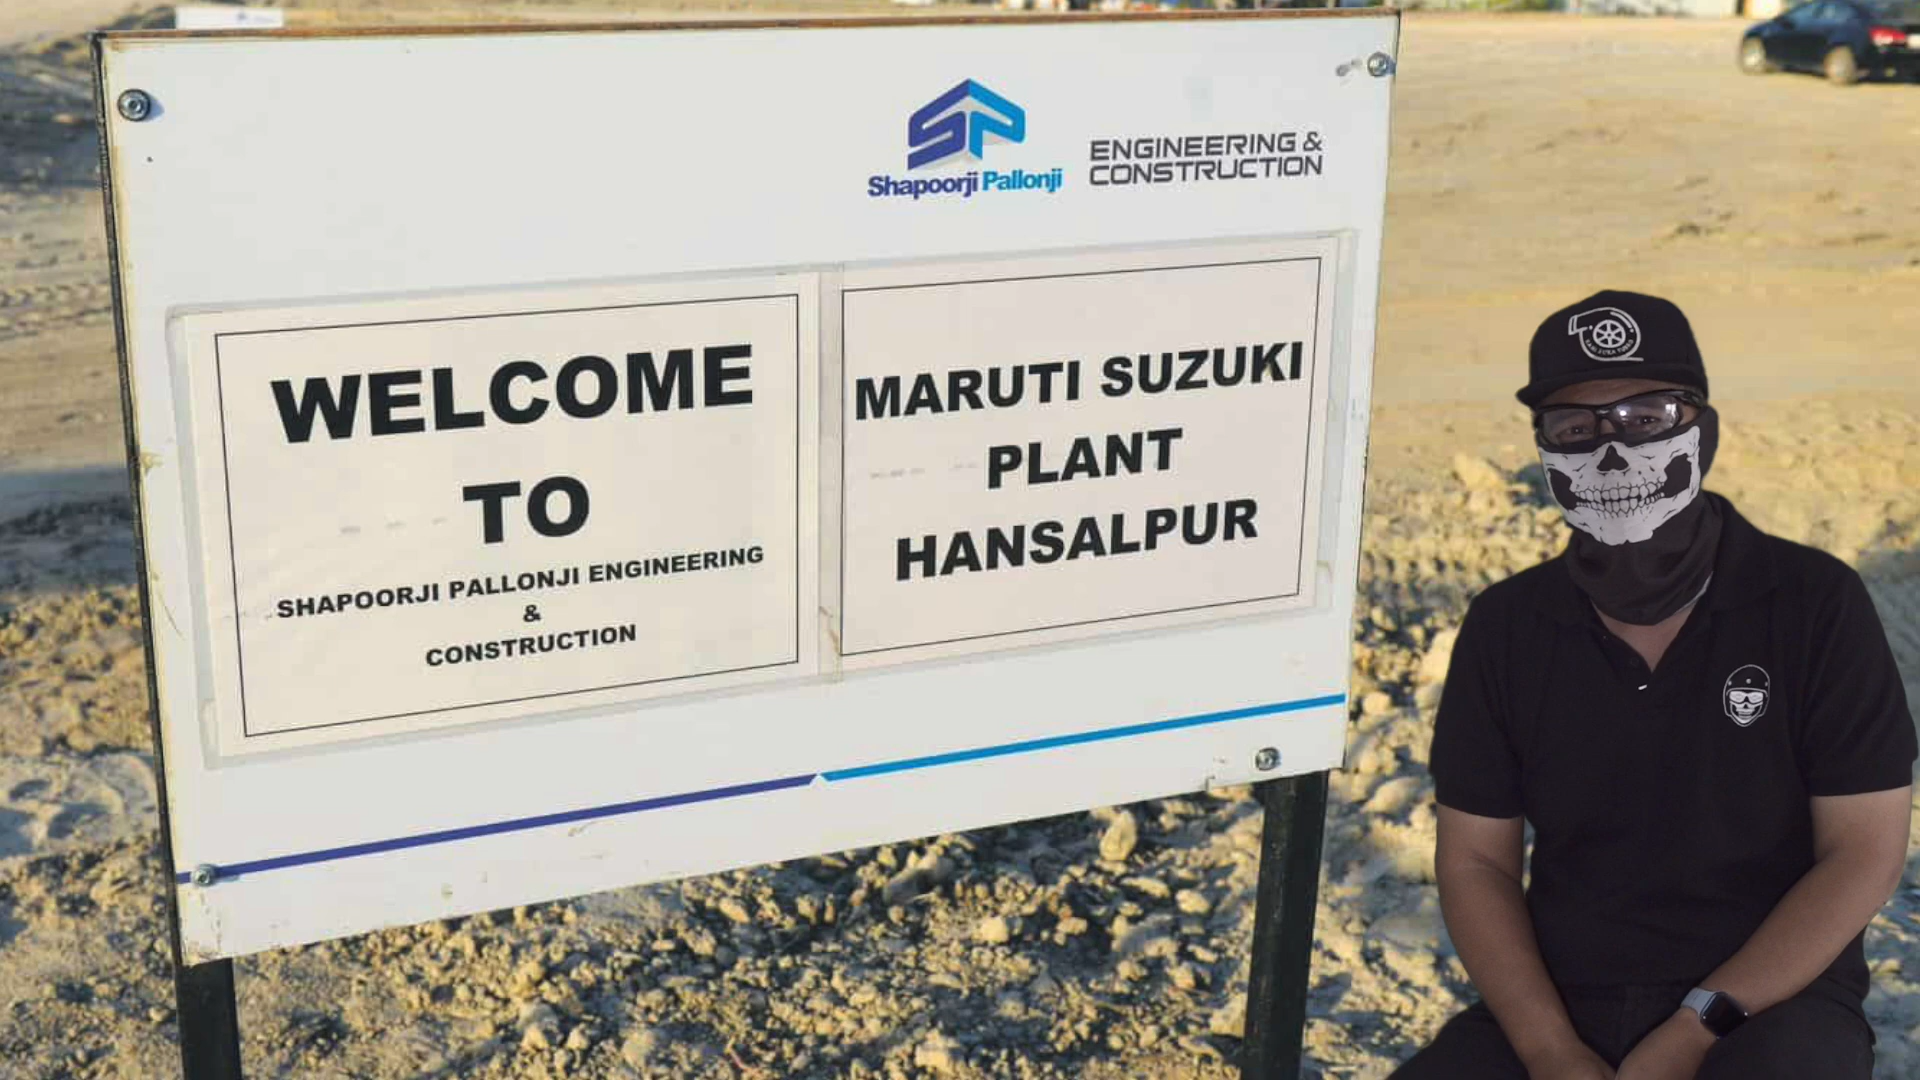 Shapoorji Pallonji
ENGINEERING &
CONSTRUCTION
WELCOME
TO
SHAPOORJI PALLONJI ENGINEERING
&
CONSTRUCTION
MARUTI SUZUKI
PLANT
HANSALPUR